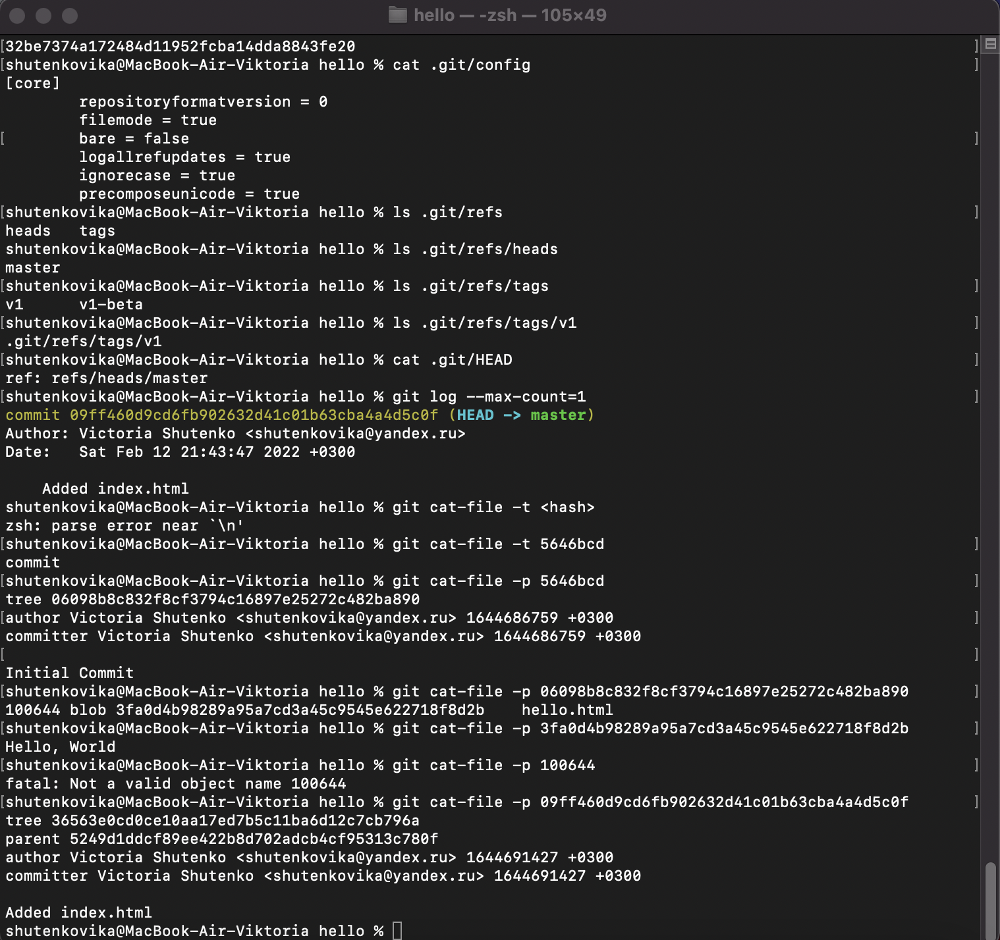 hello — -zsh — 105×49
[32be7374a172484d11952fcba14dda8843fe20 ]
[shutenkovika@MacBook-Air-Viktoria hello % cat .git/config ]
[core]
repositoryformatversion = 0
filemode = true
[ bare = false ]
logallrefupdates = true
ignorecase = true
precomposeunicode = true
[shutenkovika@MacBook-Air-Viktoria hello % ls .git/refs ]
heads tags
shutenkovika@MacBook-Air-Viktoria hello % ls .git/refs/heads
master
[shutenkovika@MacBook-Air-Viktoria hello % ls .git/refs/tags ]
v1 v1-beta
[shutenkovika@MacBook-Air-Viktoria hello % ls .git/refs/tags/v1 ]
.git/refs/tags/v1
[shutenkovika@MacBook-Air-Viktoria hello % cat .git/HEAD ]
ref: refs/heads/master
[shutenkovika@MacBook-Air-Viktoria hello % git log --max-count=1 ]
commit 09ff460d9cd6fb902632d41c01b63cba4a4d5c0f (HEAD -> master)
Author: Victoria Shutenko <shutenkovika@yandex.ru>
Date: Sat Feb 12 21:43:47 2022 +0300
Added index.html
shutenkovika@MacBook-Air-Viktoria hello % git cat-file -t <hash>
zsh: parse error near `\n'
[shutenkovika@MacBook-Air-Viktoria hello % git cat-file -t 5646bcd ]
commit
[shutenkovika@MacBook-Air-Viktoria hello % git cat-file -p 5646bcd ]
tree 06098b8c832f8cf3794c16897e25272c482ba890
[author Victoria Shutenko <shutenkovika@yandex.ru> 1644686759 +0300 ]
committer Victoria Shutenko <shutenkovika@yandex.ru> 1644686759 +0300
[ ]
Initial Commit
[shutenkovika@MacBook-Air-Viktoria hello % git cat-file -p 06098b8c832f8cf3794c16897e25272c482ba890 ]
100644 blob 3fa0d4b98289a95a7cd3a45c9545e622718f8d2b hello.html
[shutenkovika@MacBook-Air-Viktoria hello % git cat-file -p 3fa0d4b98289a95a7cd3a45c9545e622718f8d2b ]
Hello, World
[shutenkovika@MacBook-Air-Viktoria hello % git cat-file -p 100644 ]
fatal: Not a valid object name 100644
[shutenkovika@MacBook-Air-Viktoria hello % git cat-file -p 09ff460d9cd6fb902632d41c01b63cba4a4d5c0f ]
tree 36563e0cd0ce10aa17ed7b5c11ba6d12c7cb796a
parent 5249d1ddcf89ee422b8d702adcb4cf95313c780f
author Victoria Shutenko <shutenkovika@yandex.ru> 1644691427 +0300
committer Victoria Shutenko <shutenkovika@yandex.ru> 1644691427 +0300
Added index.html
shutenkovika@MacBook-Air-Viktoria hello %